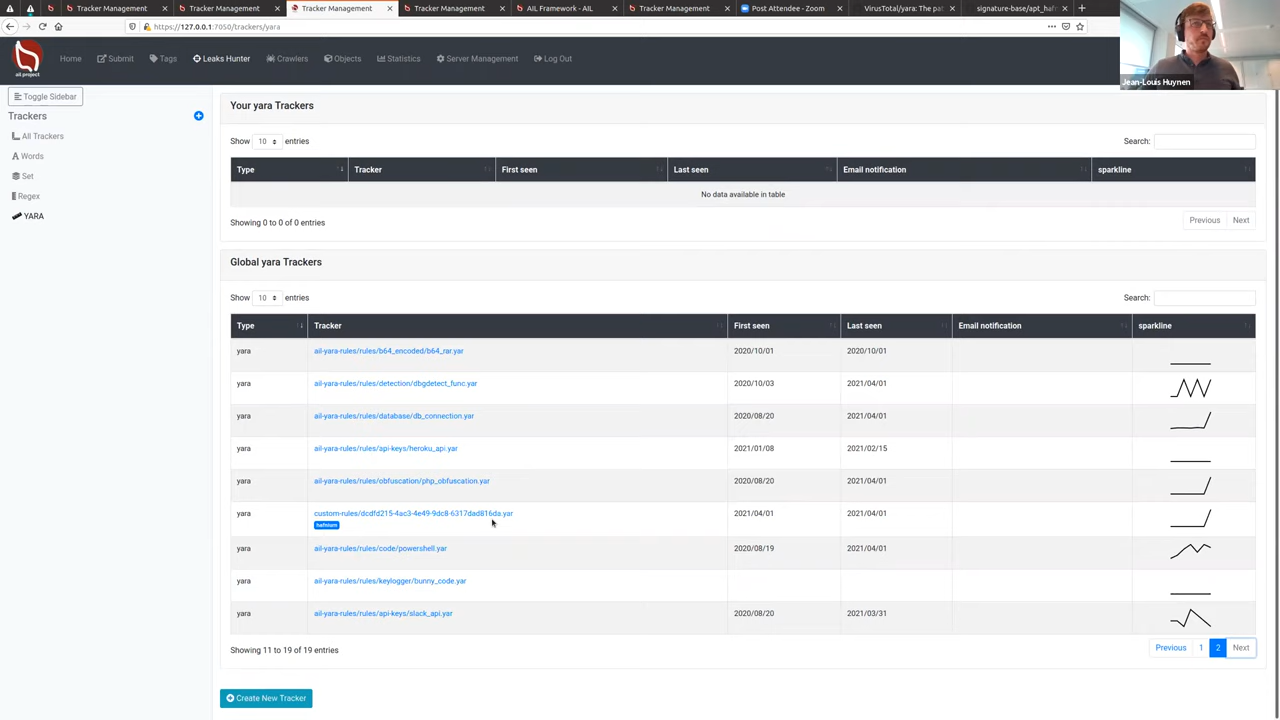 Tracker Management
Tracker Management
Tracker Management
Tracker Management
AIL Framework - AIL
Tracker Management
Post Attendee - Zoom
VirusTotal/yara: The pat
signature-base/apt_hafn
https://127.0.0.1:7050/trackers/yara
ail project
Home
Submit
Tags
Leaks Hunter
Crawlers
Objects
Statistics
Server Management
Log Out
Jean-Louis Huynen
Toggle Sidebar
Trackers
All Trackers
Words
Set
Regex
YARA
Your yara Trackers
Show 10 entries
Search:
Type Tracker First seen Last seen Email notification sparkline
No data available in table
Showing 0 to 0 of 0 entries
Previous Next
Global yara Trackers
Show 10 entries
Search:
Type Tracker First seen Last seen Email notification sparkline
yara ail-yara-rules/rules/b64_encoded/b64_rar.yar 2020/10/01 2020/10/01
yara ail-yara-rules/rules/detection/dbgdetect_func.yar 2020/10/03 2021/04/01
yara ail-yara-rules/rules/database/db_connection.yar 2020/08/20 2021/04/01
yara ail-yara-rules/rules/api-keys/heroku_api.yar 2021/01/08 2021/02/15
yara ail-yara-rules/rules/obfuscation/php_obfuscation.yar 2020/08/20 2021/04/01
yara custom-rules/dcdfd215-4ac3-4e49-9dc8-6317dad816da.yar 2021/04/01 2021/04/01
hafnium
yara ail-yara-rules/rules/code/powershell.yar 2020/08/19 2021/04/01
yara ail-yara-rules/rules/keylogger/bunny_code.yar
yara ail-yara-rules/rules/api-keys/slack_api.yar 2020/08/20 2021/03/31
Showing 11 to 19 of 19 entries
Previous 1 2 Next
Create New Tracker